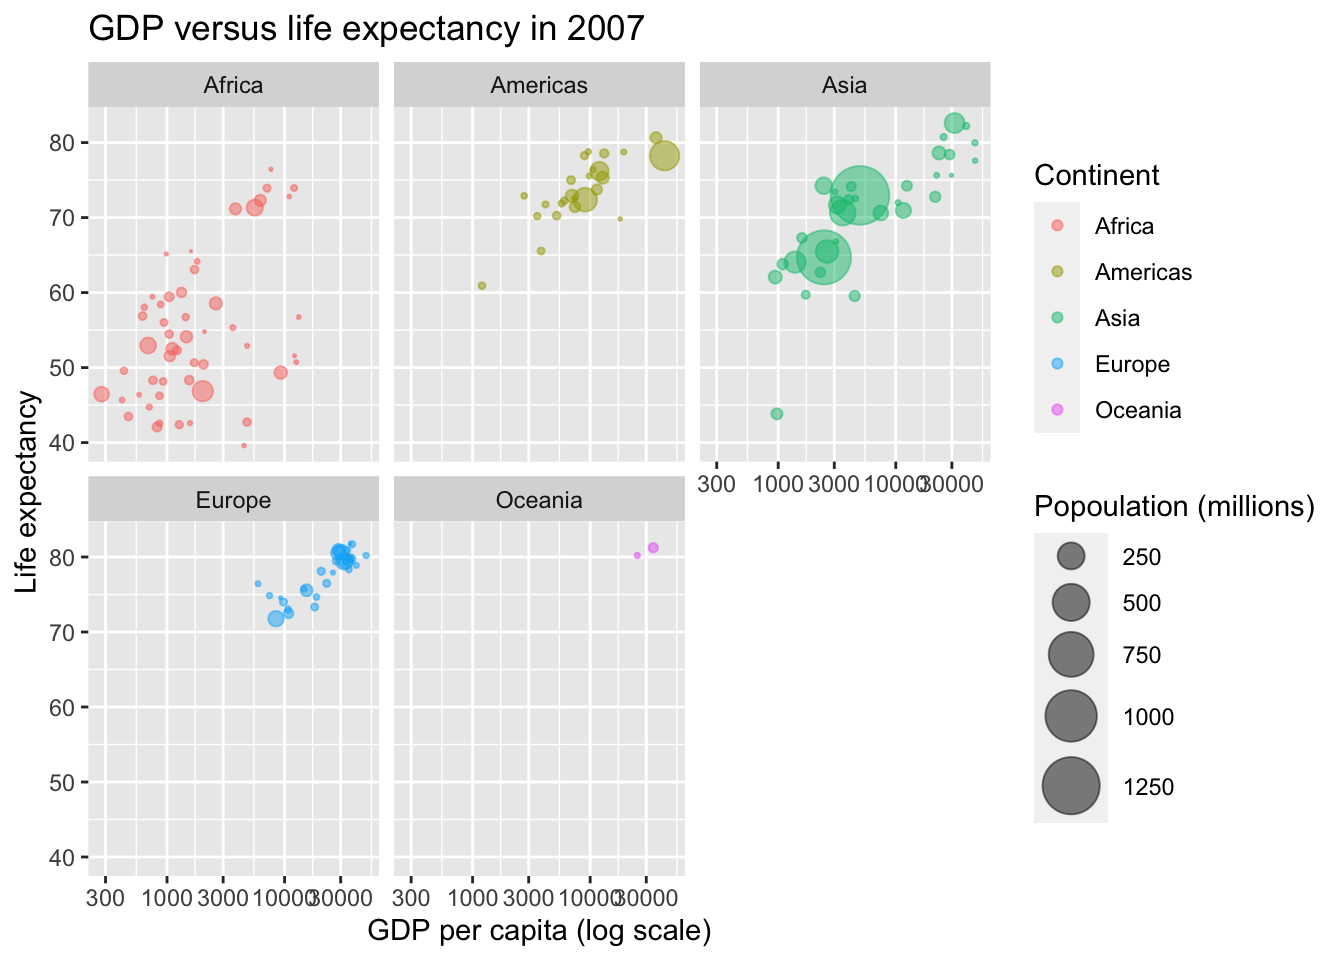 GDP versus life expectancy in 2007
Africa
Americas
Asia
80
70
60
50
40
300 1000 3000 10000 30000
Europe
Oceania
80
70
60
50
40
300 1000 3000 10000 30000
300 1000 3000 10000 30000
Life expectancy
GDP per capita (log scale)
Continent
Africa
Americas
Asia
Europe
Oceania
Popoulation (millions)
250
500
750
1000
1250